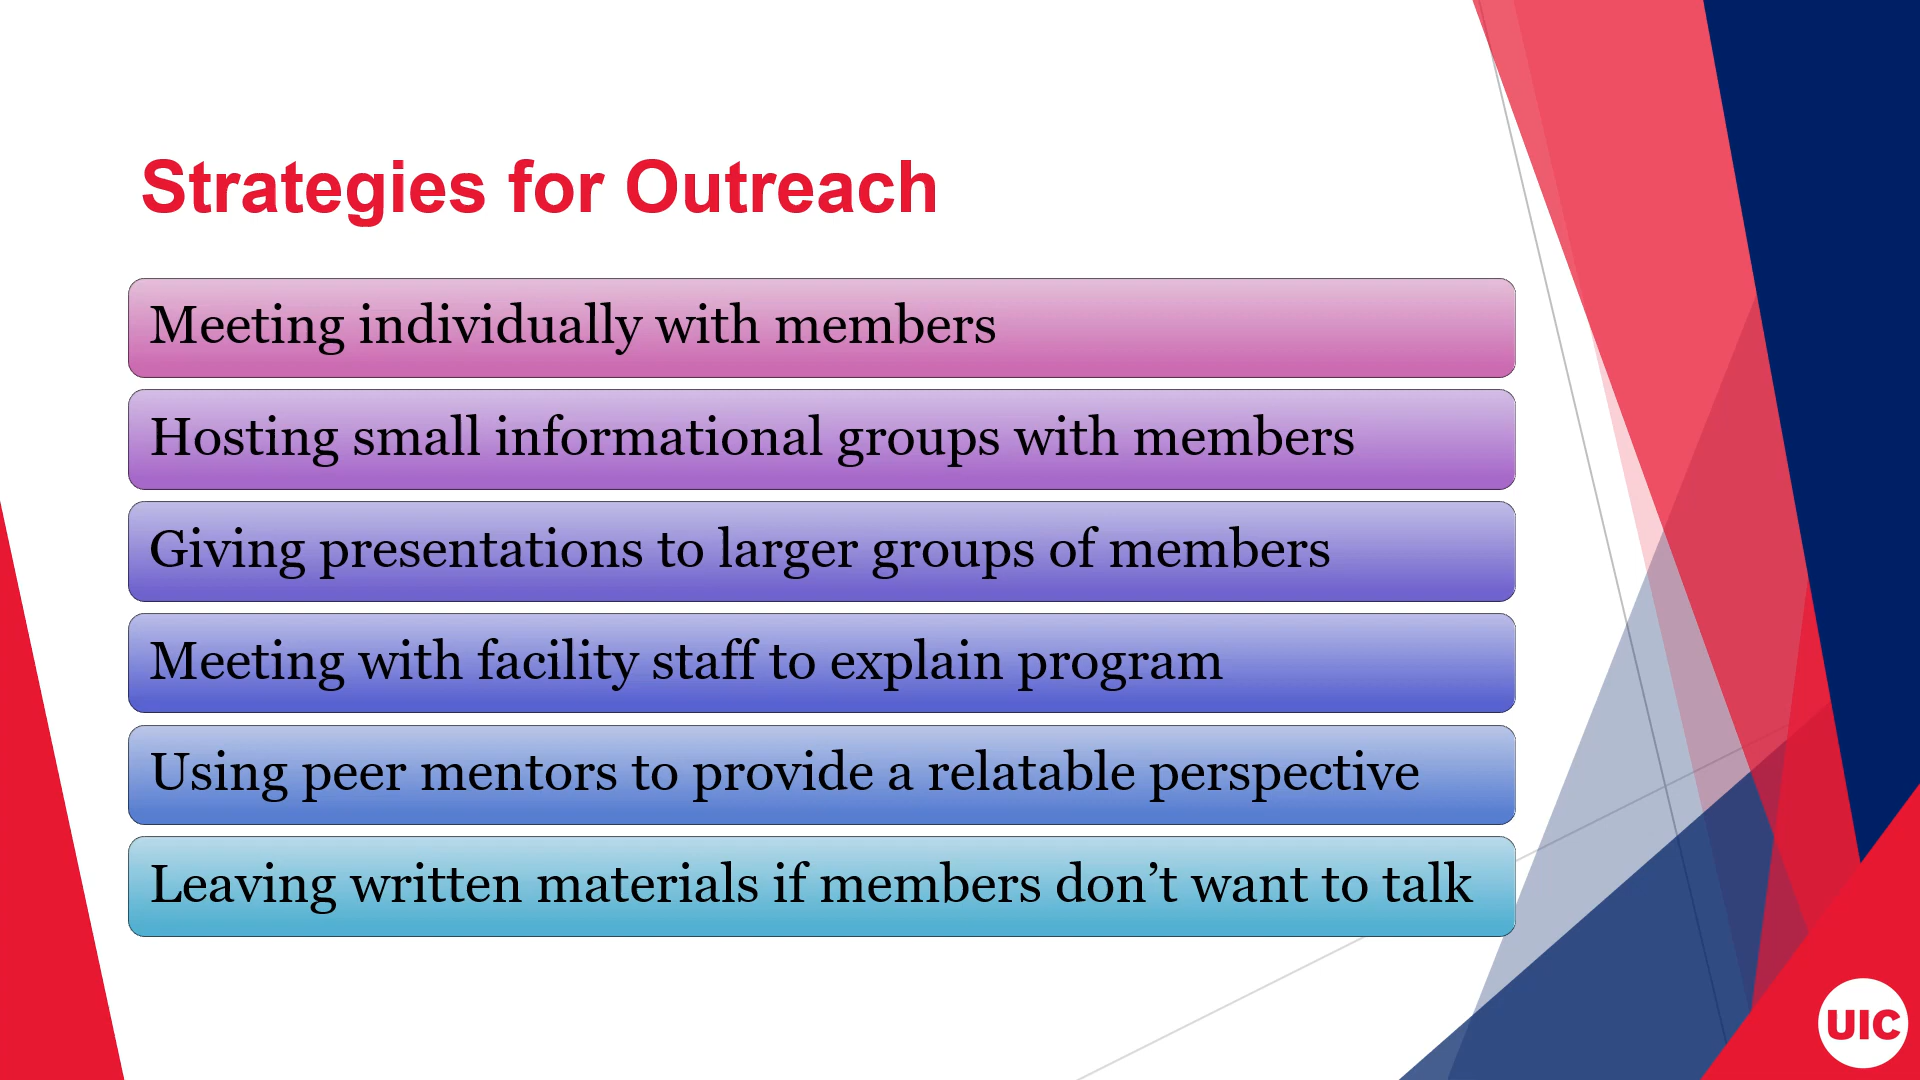 Strategies for Outreach
Meeting individually with members
Hosting small informational groups with members
Giving presentations to larger groups of members
Meeting with facility staff to explain program
Using peer mentors to provide a relatable perspective
Leaving written materials if members don’t want to talk
UIC